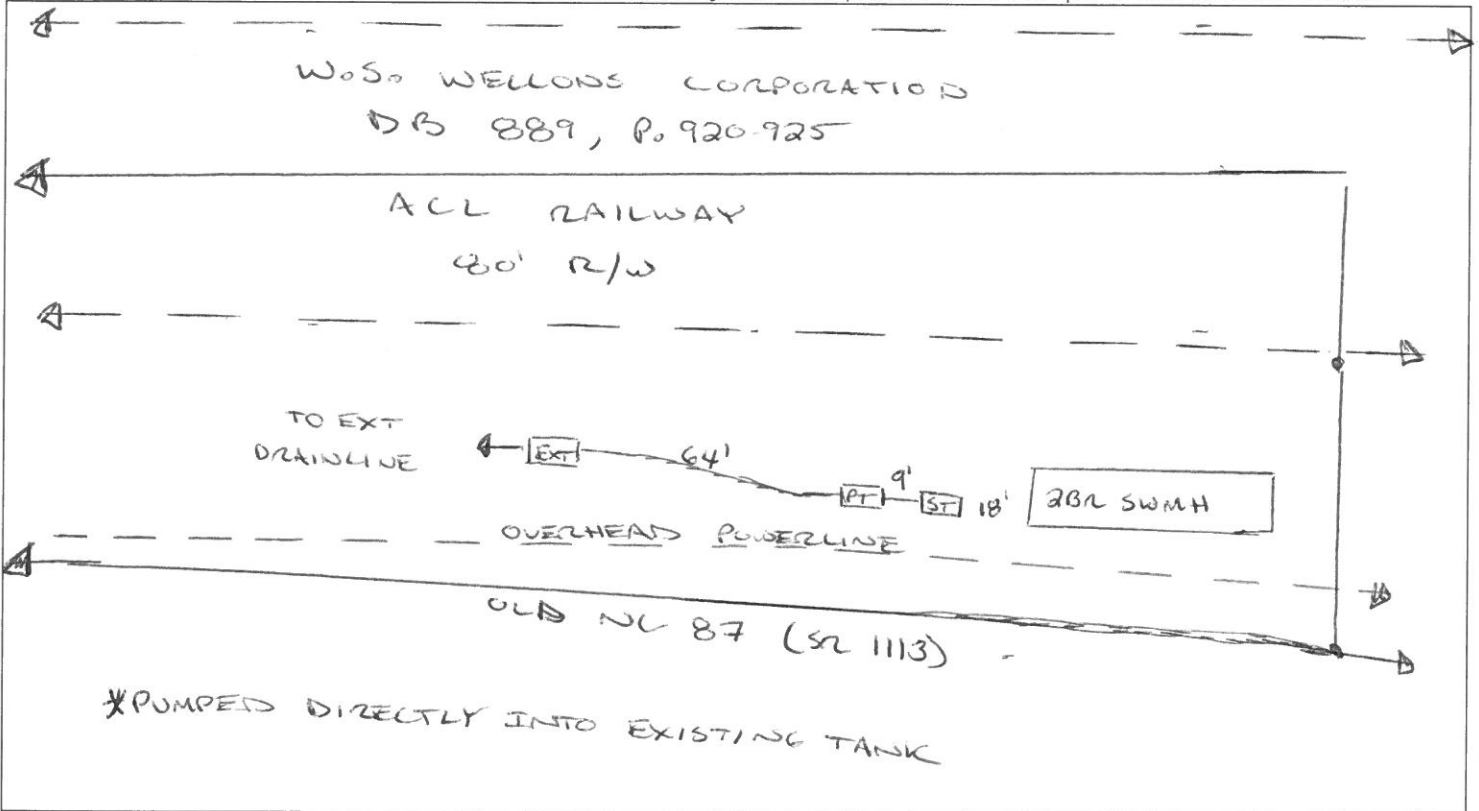 W.S. WELLONS CORPORATION
DB 889, P. 920-925
ACL RAILWAY
80' R/W
TO EXT
DRAINLINE
EXT
64'
PT
9'
ST
18'
2BR SWMH
OVERHEAD POWERLINE
OLD NC 87 (SR 1113)
*PUMPED DIRECTLY INTO EXISTING TANK